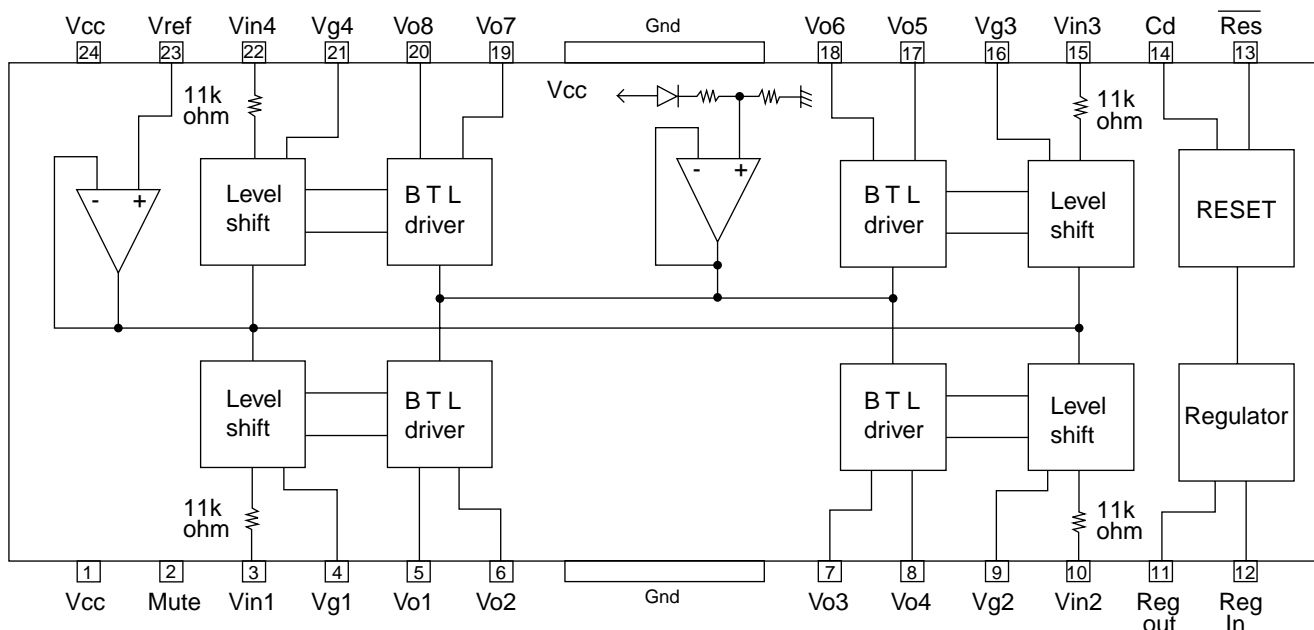 Vcc Vref Vin4 Vg4 Vo8 Vo7 Gnd Vo6 Vo5 Vg3 Vin3 Cd Res
24 23 22 21 20 19 18 17 16 15 14 13
11k
ohm
Vcc
11k
ohm
- +
Level
shift
B T L
driver
- +
B T L
driver
Level
shift
RESET
Level
shift
B T L
driver
B T L
driver
Level
shift
Regulator
11k
ohm
11k
ohm
1 2 3 4 5 6 7 8 9 10 11 12
Vcc Mute Vin1 Vg1 Vo1 Vo2 Gnd Vo3 Vo4 Vg2 Vin2 Reg Reg
out In